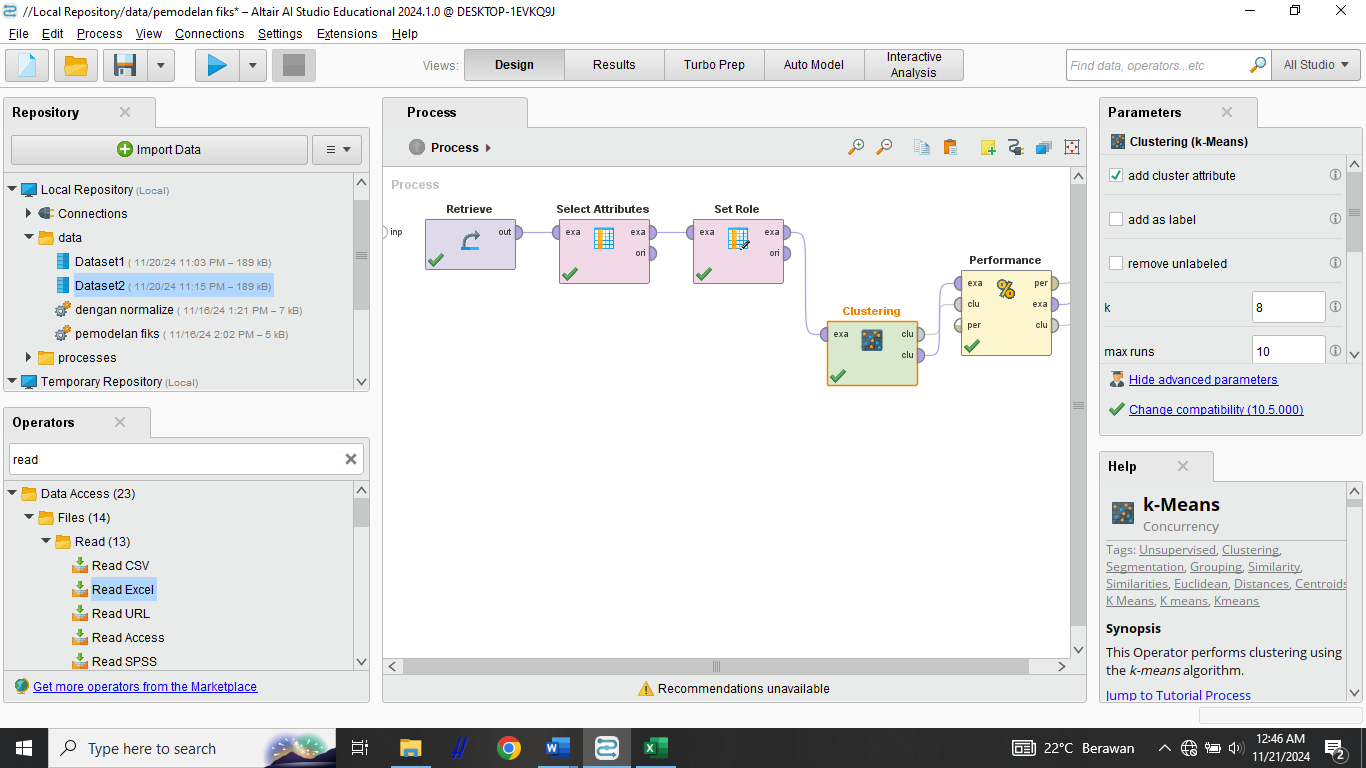 //Local Repository/data/pemodelan fiks* – Altair AI Studio Educational 2024.1.0 @ DESKTOP-1EVKQ9J
File Edit Process View Connections Settings Extensions Help
Views: Design Results Turbo Prep Auto Model Interactive Analysis
Find data, operators...etc All Studio
Repository
Import Data
Local Repository (Local)
Connections
data
Dataset1 ( 11/20/24 11:03 PM – 189 kB)
Dataset2 ( 11/20/24 11:15 PM – 189 kB)
dengan normalize ( 11/16/24 1:21 PM – 7 kB)
pemodelan fiks ( 11/16/24 2:02 PM – 5 kB)
processes
Temporary Repository (Local)
Operators
read
Data Access (23)
Files (14)
Read (13)
Read CSV
Read Excel
Read URL
Read Access
Read SPSS
Get more operators from the Marketplace
Process
Process
Process
inp
Retrieve
out
Select Attributes
exa exa
ori
Set Role
exa exa
ori
Clustering
exa clu
clu
Performance
exa per
clu exa
per clu
Recommendations unavailable
Parameters
Clustering (k-Means)
add cluster attribute
add as label
remove unlabeled
k 8
max runs 10
Hide advanced parameters
Change compatibility (10.5.000)
Help
k-Means
Concurrency
Tags: Unsupervised, Clustering,
Segmentation, Grouping, Similarity,
Similarities, Euclidean, Distances, Centroids
K Means, K means, Kmeans
Synopsis
This Operator performs clustering using
the k-means algorithm.
Jump to Tutorial Process
Type here to search
22°C Berawan
12:46 AM
11/21/2024
2